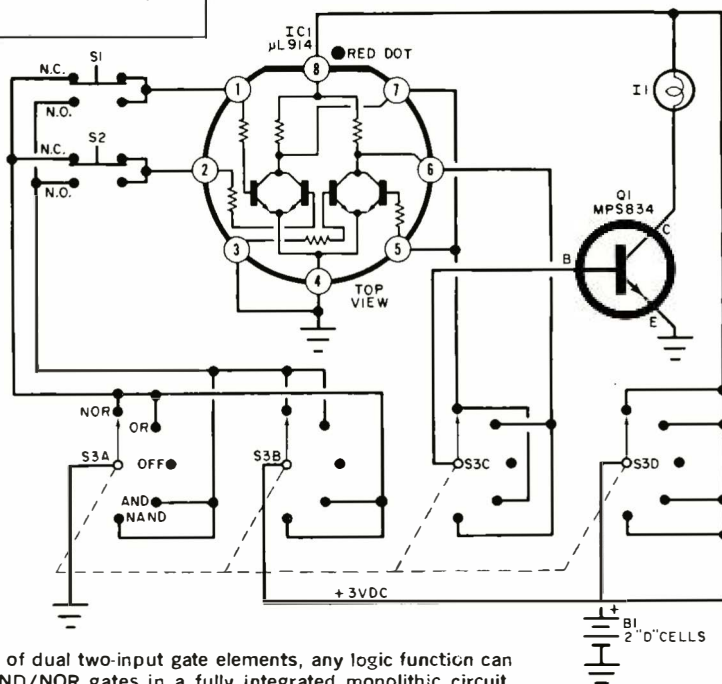 IC1
μL914
RED DOT
S1
N.C.
N.O.
S2
N.C.
N.O.
1
8
7
2
6
3
5
4
TOP
VIEW
I1
Q1
MPS834
B
C
E
NOR
OR
S3A
OFF
AND
NAND
S3B
S3C
S3D
+3VDC
+
B1
2"D"CELLS
of dual two-input gate elements, any logic function can
AND/NOR gates in a fully integrated monolithic circuit.